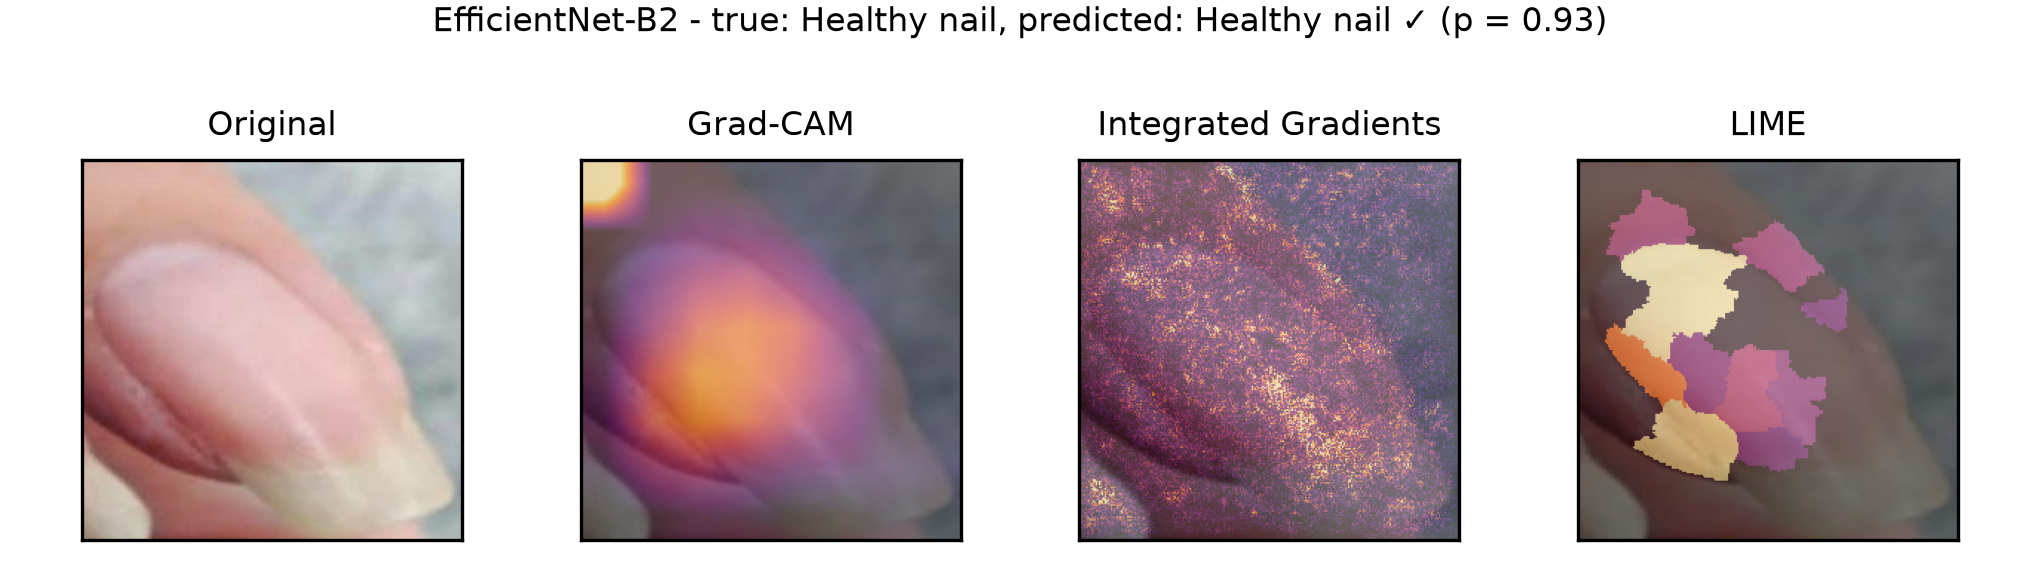 EfficientNet-B2 - true: Healthy nail, predicted: Healthy nail ✓ (p = 0.93)
Original
Grad-CAM
Integrated Gradients
LIME